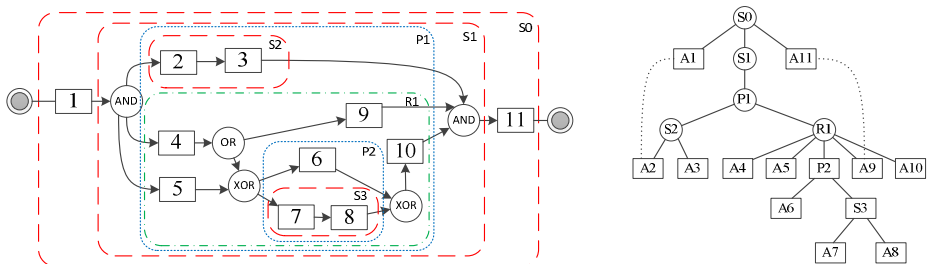 S0
P1
S1
S2
2
3
1
AND
R1
9
4
OR
AND
11
6
P2
10
5
XOR
S3
7
8
XOR
S0
A1
S1
A11
P1
S2
R1
A2
A3
A4
A5
P2
A9
A10
A6
S3
A7
A8